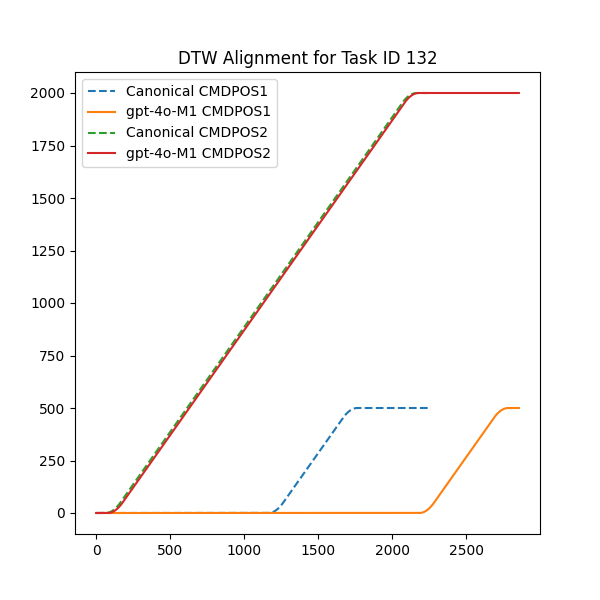 DTW Alignment for Task ID 132
Canonical CMDPOS1
gpt-4o-M1 CMDPOS1
Canonical CMDPOS2
gpt-4o-M1 CMDPOS2
2000
1750
1500
1250
1000
750
500
250
0
0 500 1000 1500 2000 2500